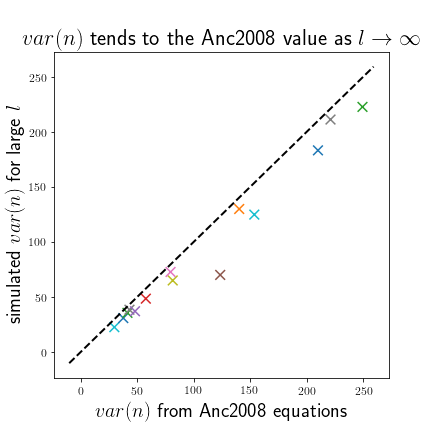 var(n) tends to the Anc2008 value as l → ∞
simulated var(n) for large l
250
200
150
100
50
0
0 50 100 150 200 250
var(n) from Anc2008 equations